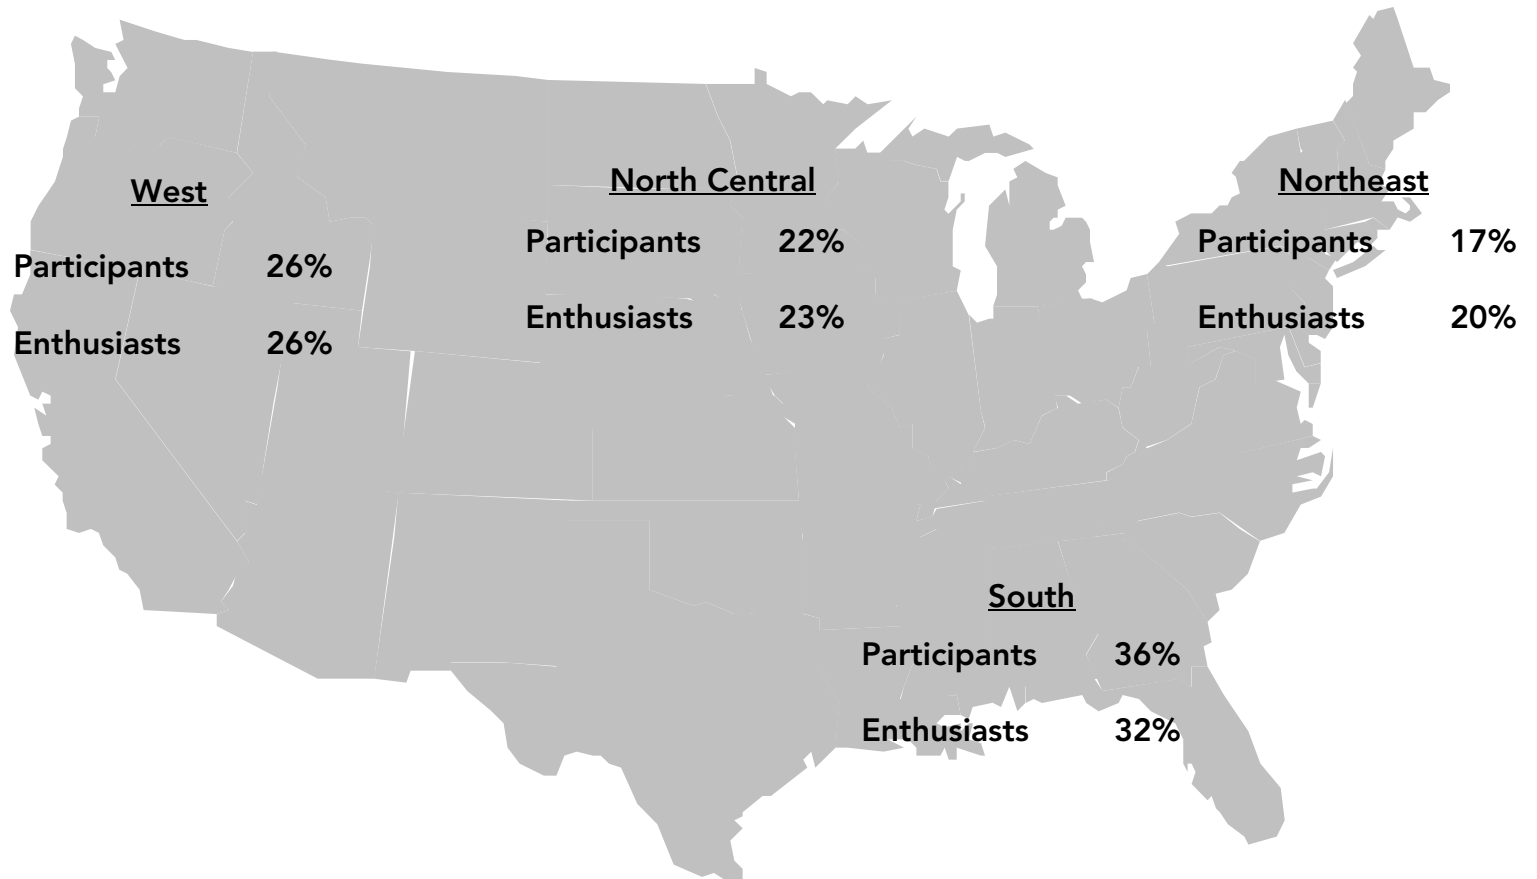 West
Participants 26%
Enthusiasts 26%
North Central
Participants 22%
Enthusiasts 23%
Northeast
Participants 17%
Enthusiasts 20%
South
Participants 36%
Enthusiasts 32%